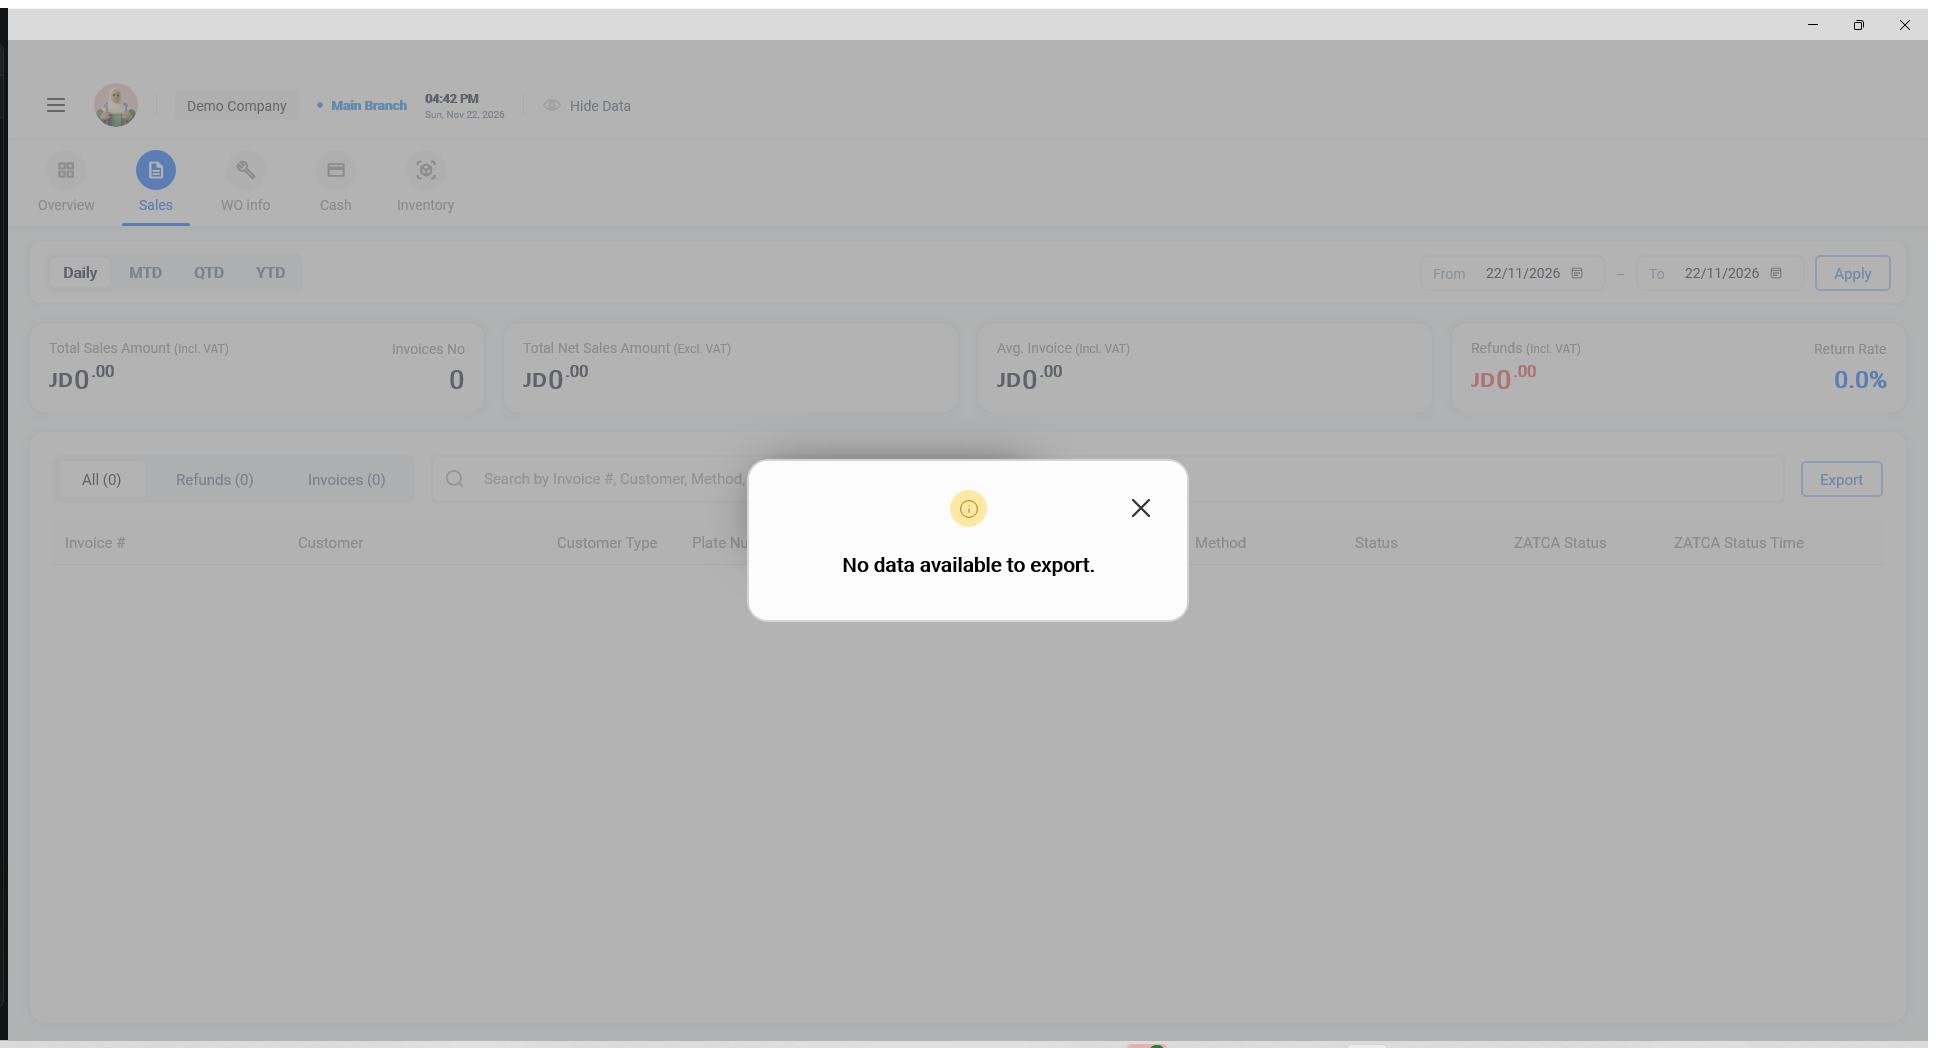 Demo Company
Main Branch
04:42 PM
Sun, Nov 22, 2026
Hide Data
Overview
Sales
WO info
Cash
Inventory
Daily
MTD
QTD
YTD
From 22/11/2026 – To 22/11/2026
Apply
Total Sales Amount (Incl. VAT)
Invoices No
JD0.00
0
Total Net Sales Amount (Excl. VAT)
JD0.00
Avg. Invoice (Incl. VAT)
JD0.00
Refunds (Incl. VAT)
Return Rate
JD0.00
0.0%
All (0)
Refunds (0)
Invoices (0)
Search by Invoice #, Customer, Method,
Export
Invoice #
Customer
Customer Type
Plate
Method
Status
ZATCA Status
ZATCA Status Time
No data available to export.